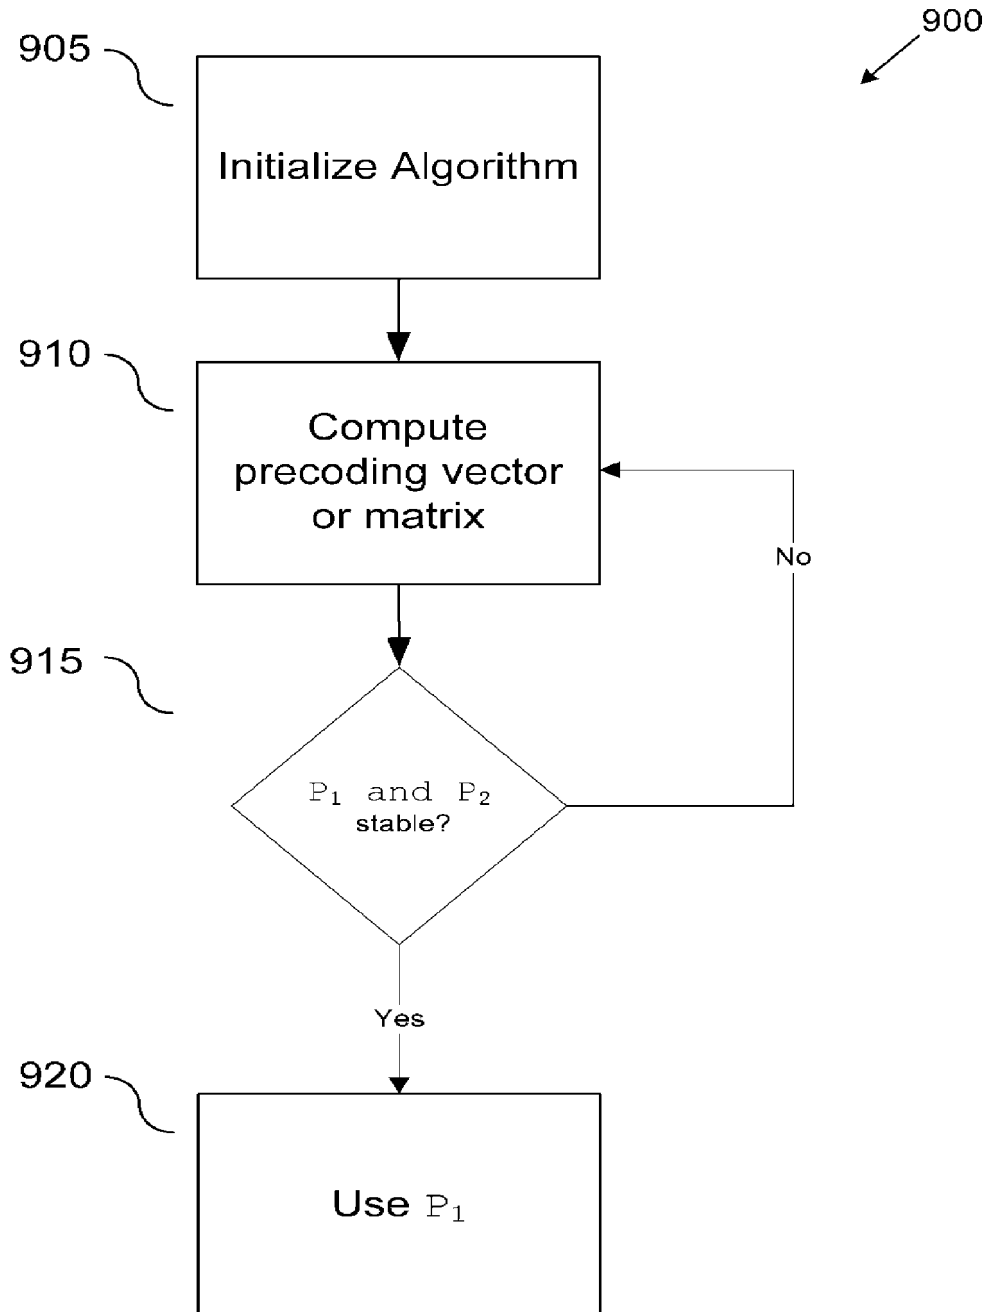 900
905
Initialize Algorithm
910
Compute
precoding vector
or matrix
No
915
P₁ and P₂
stable?
Yes
920
Use P₁